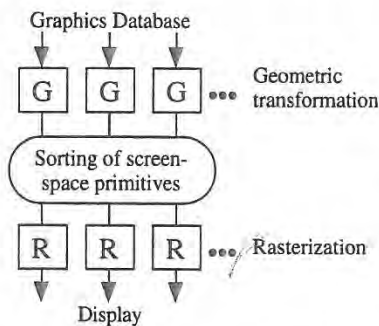 Graphics Database
G G G
Geometric
transformation
Sorting of screen-
space primitives
R R R
Rasterization
Display